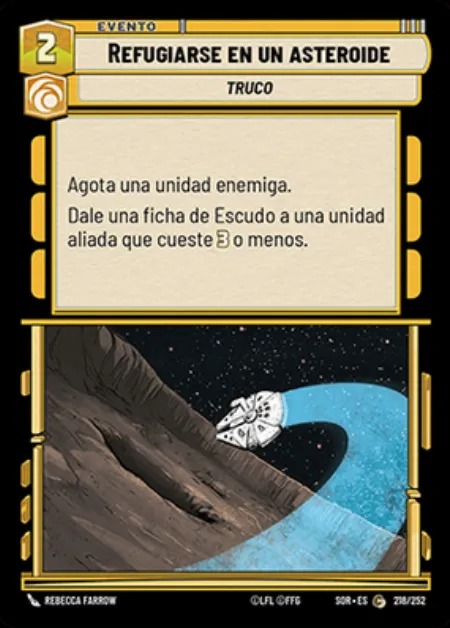 2
EVENTO
REFUGIARSE EN UN ASTEROIDE
TRUCO
Agota una unidad enemiga.
Dale una ficha de Escudo a una unidad
aliada que cueste 3 o menos.
REBECCA FARROW
©LFL ©FFG
SOR • ES
C
218/252